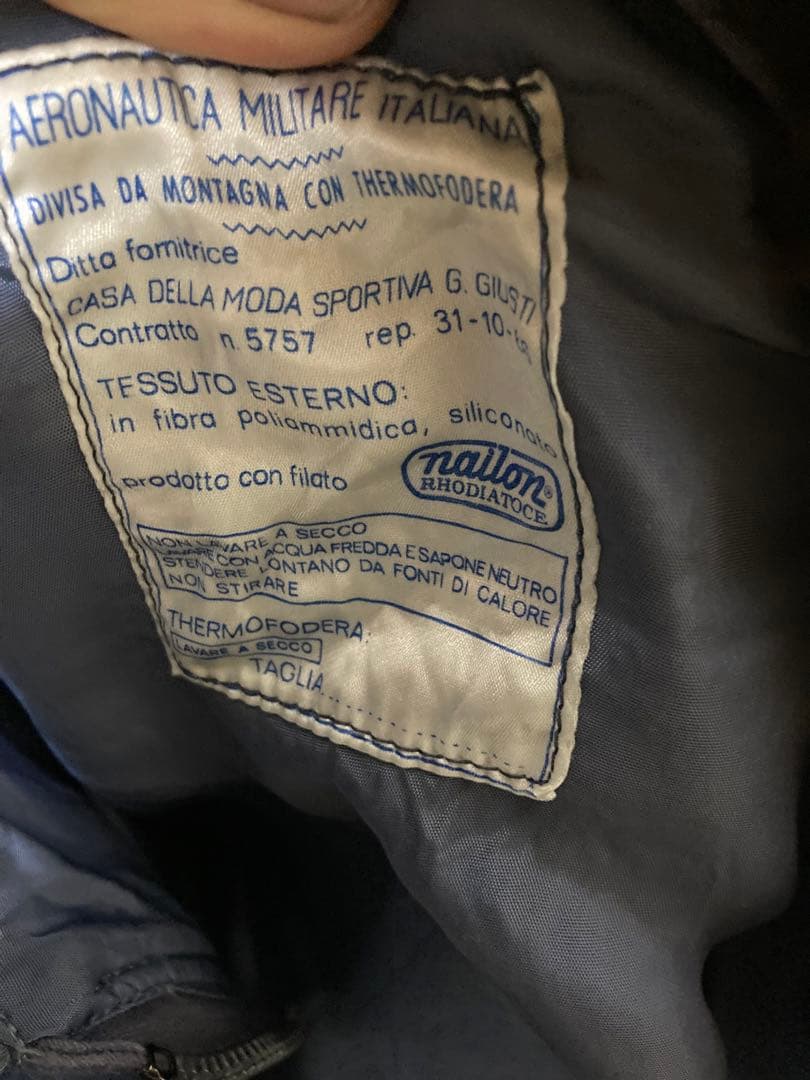 AERONAUTICA MILITARE ITALIANA
DIVISA DA MONTAGNA CON THERMOFODERA
Ditta fornitrice
CASA DELLA MODA SPORTIVA G. GIUSTI
Contratto n. 5757 rep. 31-10-
TESSUTO ESTERNO:
in fibra poliammidica, siliconato
prodotto con filato
nailon®
RHODIATOCE
NON LAVARE A SECCO
LAVARE CON ACQUA FREDDA E SAPONE NEUTRO
STENDERE LONTANO DA FONTI DI CALORE
NON STIRARE
THERMOFODERA:
LAVARE A SECCO
TAGLIA